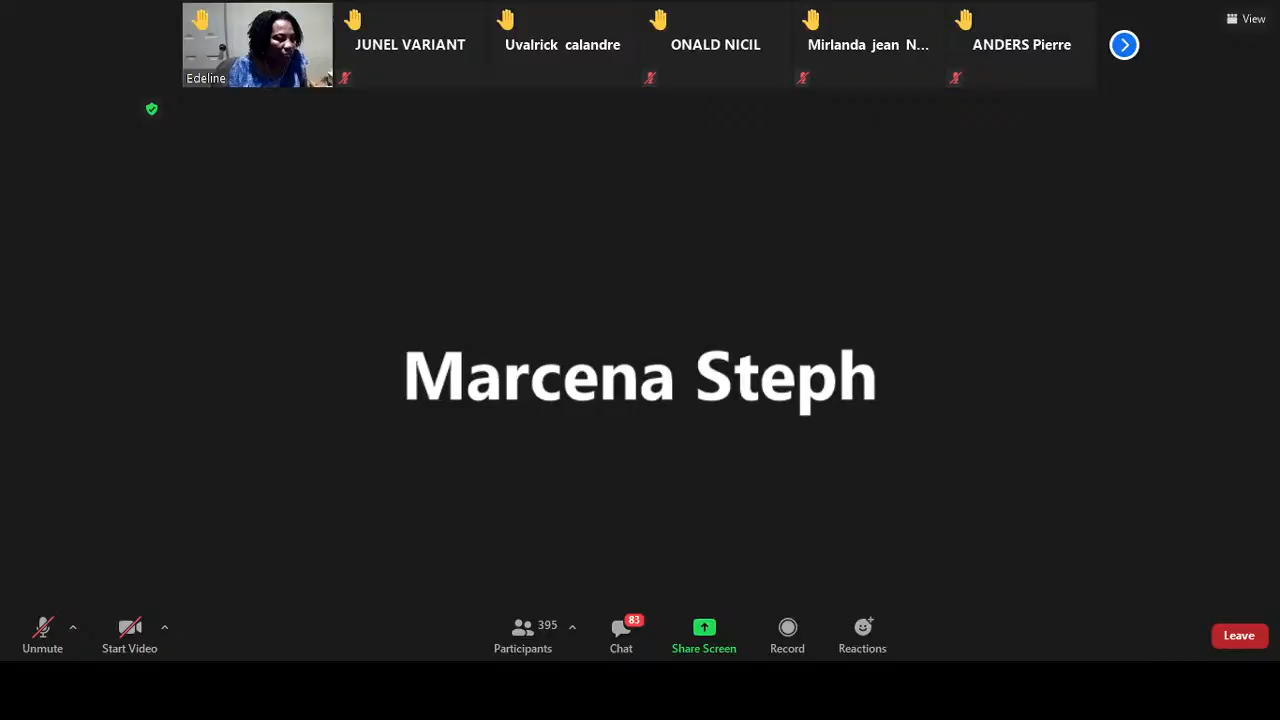 View
Edeline
JUNEL VARIANT
Uvalrick calandre
ONALD NICIL
Mirlanda jean N...
ANDERS Pierre
Marcena Steph
Unmute
Start Video
395
Participants
83
Chat
Share Screen
Record
Reactions
Leave